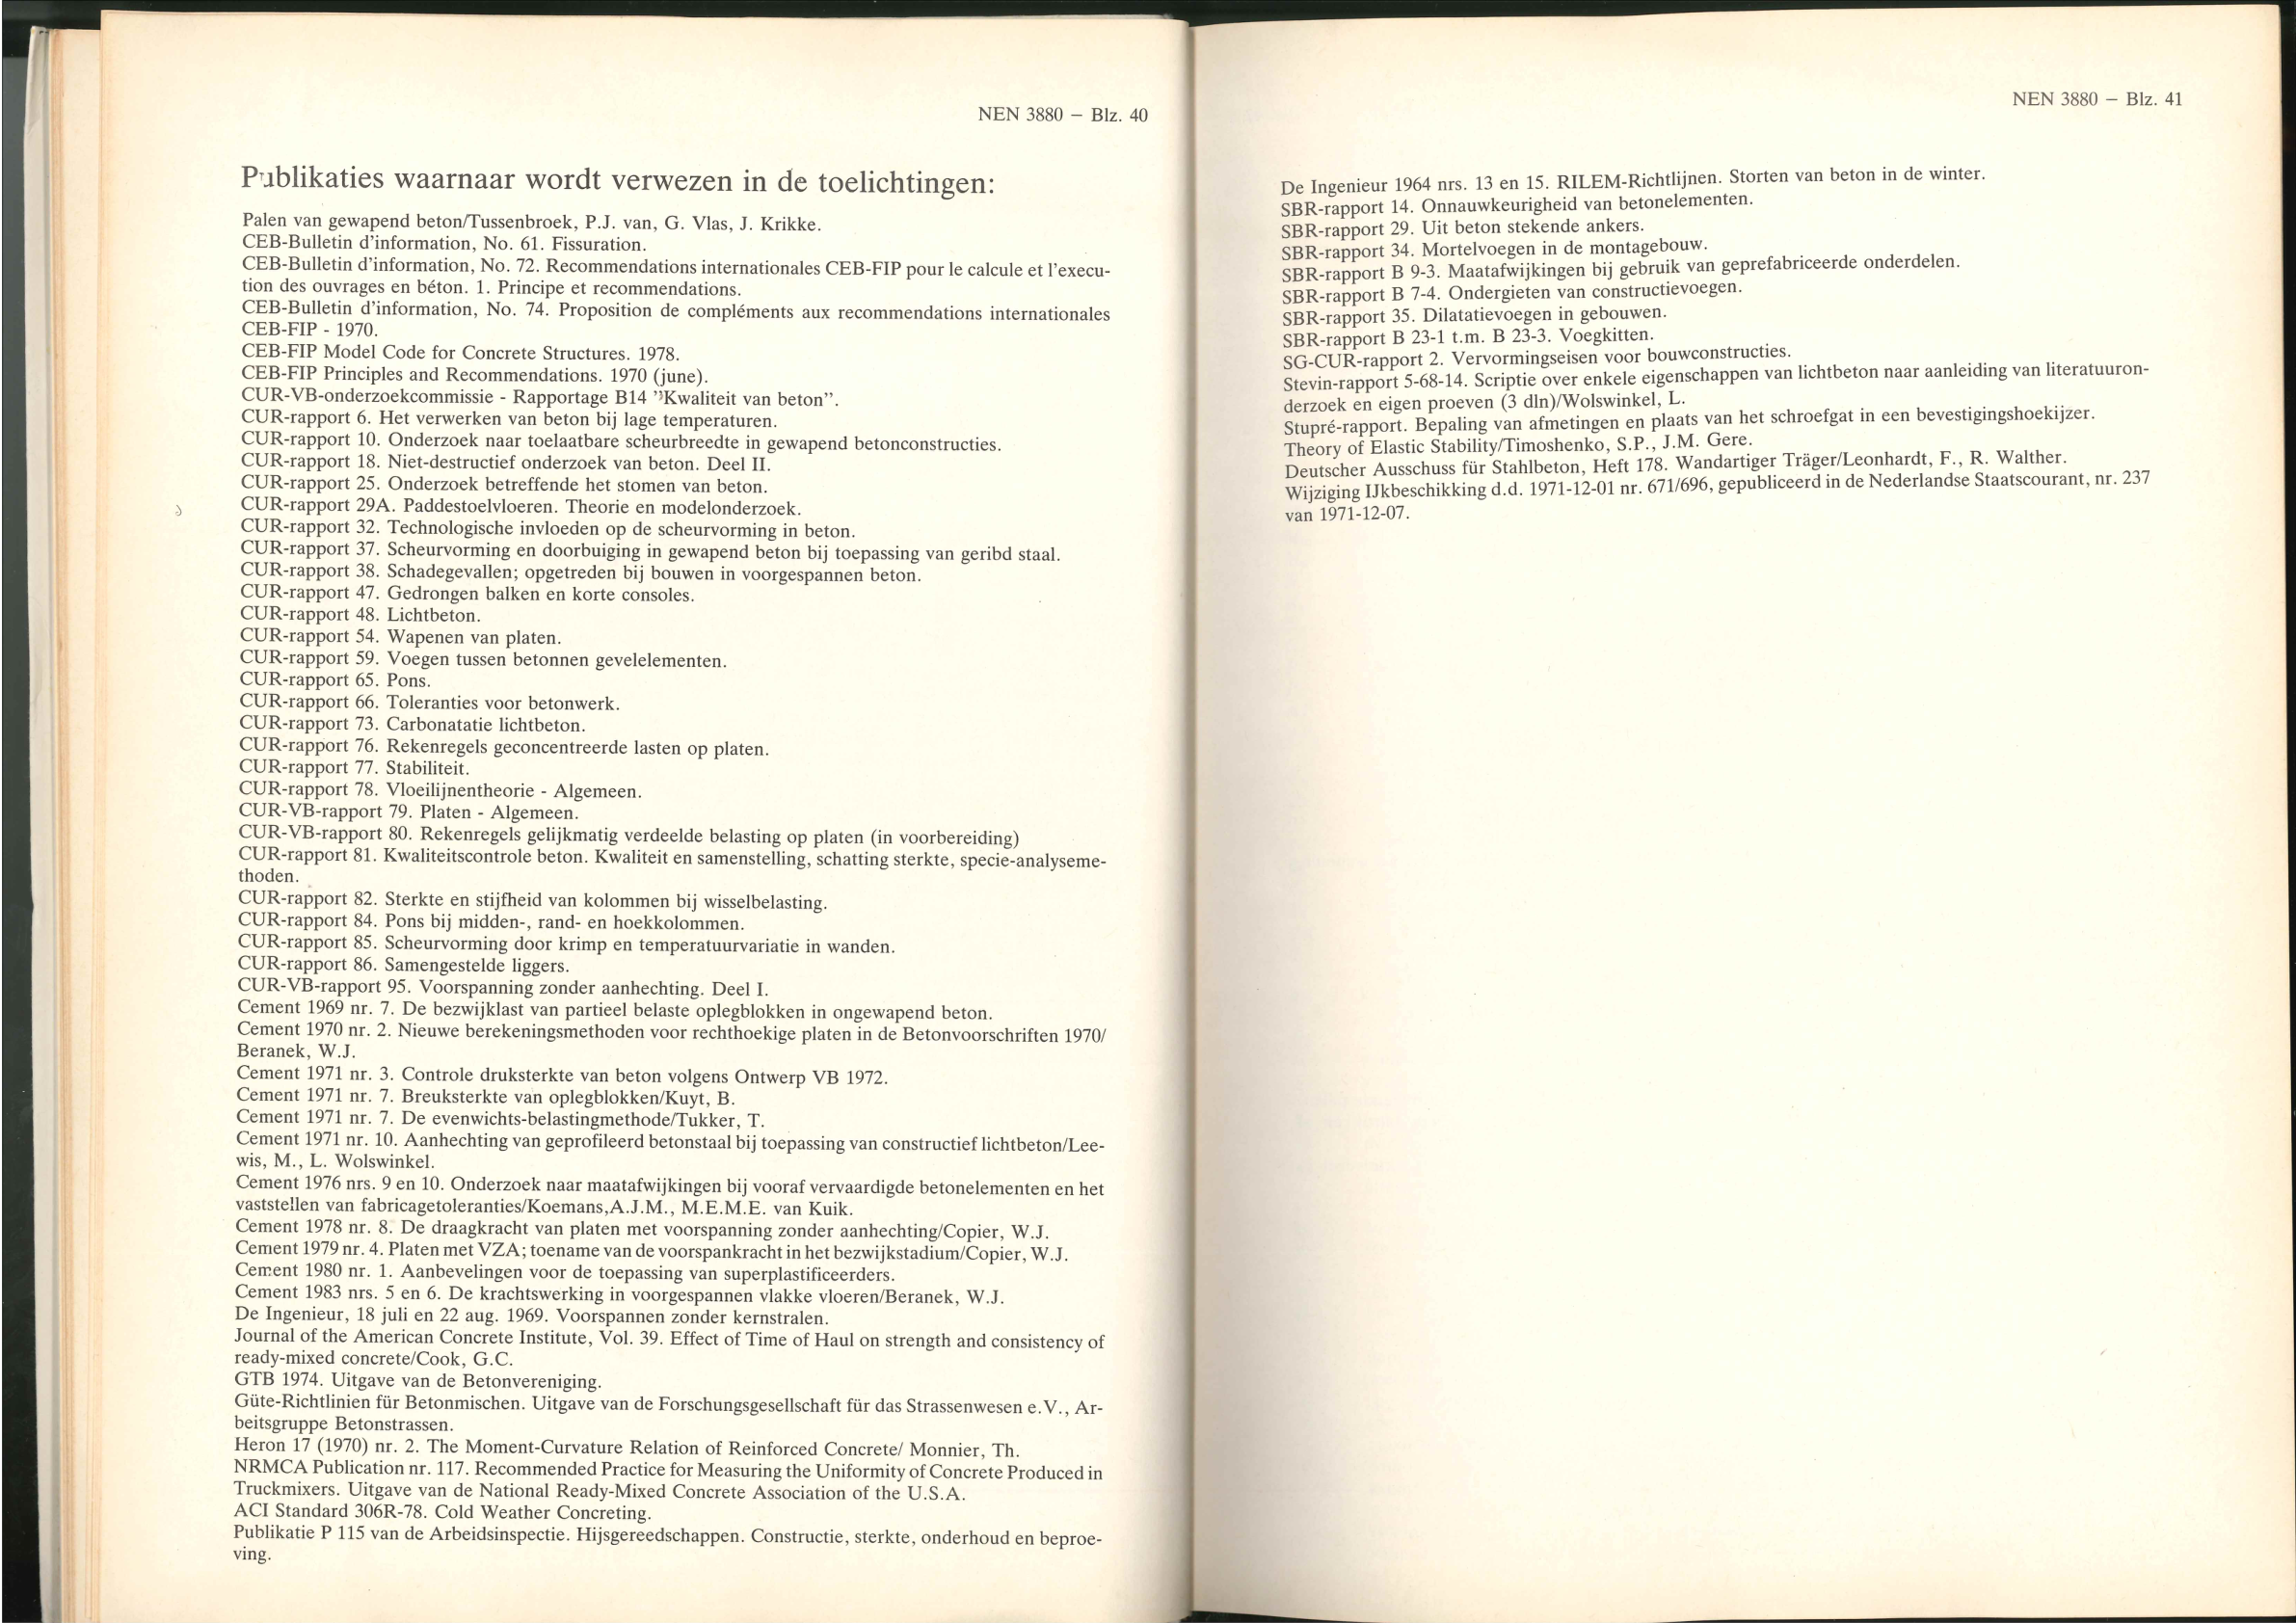 NEN 3880 – Blz. 40
Publikaties waarnaar wordt verwezen in de toelichtingen:
Palen van gewapend beton/Tussenbroek, P.J. van, G. Vlas, J. Krikke.
CEB-Bulletin d'information, No. 61. Fissuration.
CEB-Bulletin d'information, No. 72. Recommendations internationales CEB-FIP pour le calcule et l'execu-
tion des ouvrages en béton. 1. Principe et recommendations.
CEB-Bulletin d'information, No. 74. Proposition de compléments aux recommendations internationales
CEB-FIP - 1970.
CEB-FIP Model Code for Concrete Structures. 1978.
CEB-FIP Principles and Recommendations. 1970 (june).
CUR-VB-onderzoekcommissie - Rapportage B14 ”Kwaliteit van beton”.
CUR-rapport 6. Het verwerken van beton bij lage temperaturen.
CUR-rapport 10. Onderzoek naar toelaatbare scheurbreedte in gewapend betonconstructies.
CUR-rapport 18. Niet-destructief onderzoek van beton. Deel II.
CUR-rapport 25. Onderzoek betreffende het stomen van beton.
CUR-rapport 29A. Paddestoelvloeren. Theorie en modelonderzoek.
CUR-rapport 32. Technologische invloeden op de scheurvorming in beton.
CUR-rapport 37. Scheurvorming en doorbuiging in gewapend beton bij toepassing van geribd staal.
CUR-rapport 38. Schadegevallen; opgetreden bij bouwen in voorgespannen beton.
CUR-rapport 47. Gedrongen balken en korte consoles.
CUR-rapport 48. Lichtbeton.
CUR-rapport 54. Wapenen van platen.
CUR-rapport 59. Voegen tussen betonnen gevelelementen.
CUR-rapport 65. Pons.
CUR-rapport 66. Toleranties voor betonwerk.
CUR-rapport 73. Carbonatatie lichtbeton.
CUR-rapport 76. Rekenregels geconcentreerde lasten op platen.
CUR-rapport 77. Stabiliteit.
CUR-rapport 78. Vloeilijnentheorie - Algemeen.
CUR-VB-rapport 79. Platen - Algemeen.
CUR-VB-rapport 80. Rekenregels gelijkmatig verdeelde belasting op platen (in voorbereiding)
CUR-rapport 81. Kwaliteitscontrole beton. Kwaliteit en samenstelling, schatting sterkte, specie-analyseme-
thoden.
CUR-rapport 82. Sterkte en stijfheid van kolommen bij wisselbelasting.
CUR-rapport 84. Pons bij midden-, rand- en hoekkolommen.
CUR-rapport 85. Scheurvorming door krimp en temperatuurvariatie in wanden.
CUR-rapport 86. Samengestelde liggers.
CUR-VB-rapport 95. Voorspanning zonder aanhechting. Deel I.
Cement 1969 nr. 7. De bezwijklast van partieel belaste oplegblokken in ongewapend beton.
Cement 1970 nr. 2. Nieuwe berekeningsmethoden voor rechthoekige platen in de Betonvoorschriften 1970/
Beranek, W.J.
Cement 1971 nr. 3. Controle druksterkte van beton volgens Ontwerp VB 1972.
Cement 1971 nr. 7. Breuksterkte van oplegblokken/Kuyt, B.
Cement 1971 nr. 7. De evenwichts-belastingmethode/Tukker, T.
Cement 1971 nr. 10. Aanhechting van geprofileerd betonstaal bij toepassing van constructief lichtbeton/Lee-
wis, M., L. Wolswinkel.
Cement 1976 nrs. 9 en 10. Onderzoek naar maatafwijkingen bij vooraf vervaardigde betonelementen en het
vaststellen van fabricagetoleranties/Koemans,A.J.M., M.E.M.E. van Kuik.
Cement 1978 nr. 8. De draagkracht van platen met voorspanning zonder aanhechting/Copier, W.J.
Cement 1979 nr. 4. Platen met VZA; toename van de voorspankracht in het bezwijkstadium/Copier, W.J.
Cement 1980 nr. 1. Aanbevelingen voor de toepassing van superplastificeerders.
Cement 1983 nrs. 5 en 6. De krachtswerking in voorgespannen vlakke vloeren/Beranek, W.J.
De Ingenieur, 18 juli en 22 aug. 1969. Voorspannen zonder kernstralen.
Journal of the American Concrete Institute, Vol. 39. Effect of Time of Haul on strength and consistency of
ready-mixed concrete/Cook, G.C.
GTB 1974. Uitgave van de Betonvereniging.
Güte-Richtlinien für Betonmischen. Uitgave van de Forschungsgesellschaft für das Strassenwesen e.V., Ar-
beitsgruppe Betonstrassen.
Heron 17 (1970) nr. 2. The Moment-Curvature Relation of Reinforced Concrete/ Monnier, Th.
NRMCA Publication nr. 117. Recommended Practice for Measuring the Uniformity of Concrete Produced in
Truckmixers. Uitgave van de National Ready-Mixed Concrete Association of the U.S.A.
ACI Standard 306R-78. Cold Weather Concreting.
Publikatie P 115 van de Arbeidsinspectie. Hijsgereedschappen. Constructie, sterkte, onderhoud en beproe-
ving.
NEN 3880 – Blz. 41
De Ingenieur 1964 nrs. 13 en 15. RILEM-Richtlijnen. Storten van beton in de winter.
SBR-rapport 14. Onnauwkeurigheid van betonelementen.
SBR-rapport 29. Uit beton stekende ankers.
SBR-rapport 34. Mortelvoegen in de montagebouw.
SBR-rapport B 9-3. Maatafwijkingen bij gebruik van geprefabriceerde onderdelen.
SBR-rapport B 7-4. Ondergieten van constructievoegen.
SBR-rapport 35. Dilatatievoegen in gebouwen.
SBR-rapport B 23-1 t.m. B 23-3. Voegkitten.
SG-CUR-rapport 2. Vervormingseisen voor bouwconstructies.
Stevin-rapport 5-68-14. Scriptie over enkele eigenschappen van lichtbeton naar aanleiding van literatuuron-
derzoek en eigen proeven (3 dln)/Wolswinkel, L.
Stupré-rapport. Bepaling van afmetingen en plaats van het schroefgat in een bevestigingshoekijzer.
Theory of Elastic Stability/Timoshenko, S.P., J.M. Gere.
Deutscher Ausschuss für Stahlbeton, Heft 178. Wandartiger Träger/Leonhardt, F., R. Walther.
Wijziging IJkbeschikking d.d. 1971-12-01 nr. 671/696, gepubliceerd in de Nederlandse Staatscourant, nr. 237
van 1971-12-07.